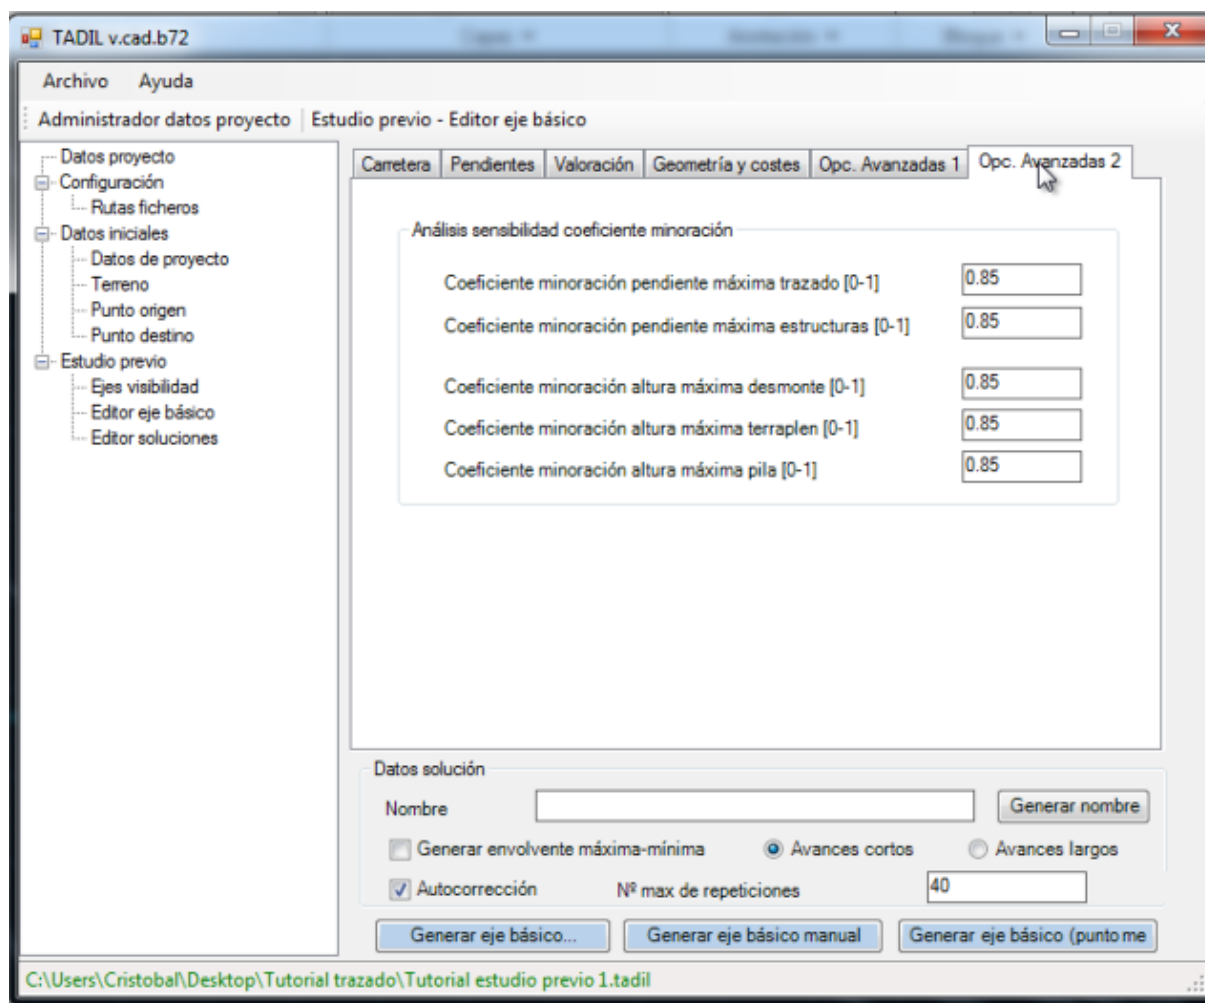 TADIL v.cad.b72
Archivo Ayuda
Administrador datos proyecto Estudio previo - Editor eje básico
Datos proyecto
Configuración
Rutas ficheros
Datos iniciales
Datos de proyecto
Terreno
Punto origen
Punto destino
Estudio previo
Ejes visibilidad
Editor eje básico
Editor soluciones
Carretera Pendientes Valoración Geometría y costes Opc. Avanzadas 1 Opc. Avanzadas 2
Análisis sensibilidad coeficiente minoración
Coeficiente minoración pendiente máxima trazado [0-1] 0.85
Coeficiente minoración pendiente máxima estructuras [0-1] 0.85
Coeficiente minoración altura máxima desmonte [0-1] 0.85
Coeficiente minoración altura máxima terraplen [0-1] 0.85
Coeficiente minoración altura máxima pila [0-1] 0.85
Datos solución
Nombre Generar nombre
Generar envolvente máxima-mínima Avances cortos Avances largos
Autocorrección Nº max de repeticiones 40
Generar eje básico... Generar eje básico manual Generar eje básico (punto me
C:\Users\Cristobal\Desktop\Tutorial trazado\Tutorial estudio previo 1.tadil